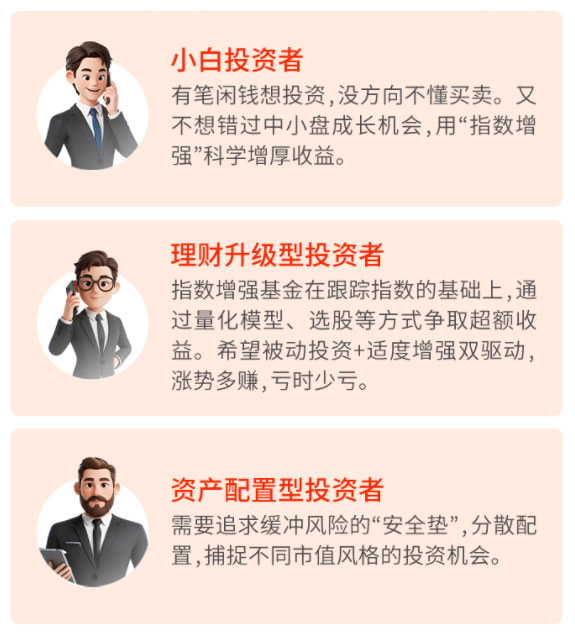 小白投资者
有笔闲钱想投资,没方向不懂买卖。又
不想错过中小盘成长机会,用“指数增
强”科学增厚收益。
理财升级型投资者
指数增强基金在跟踪指数的基础上,通
过量化模型、选股等方式争取超额收
益。希望被动投资+适度增强双驱动,
涨势多赚,亏时少亏。
资产配置型投资者
需要追求缓冲风险的“安全垫”,分散配
置,捕捉不同市值风格的投资机会。